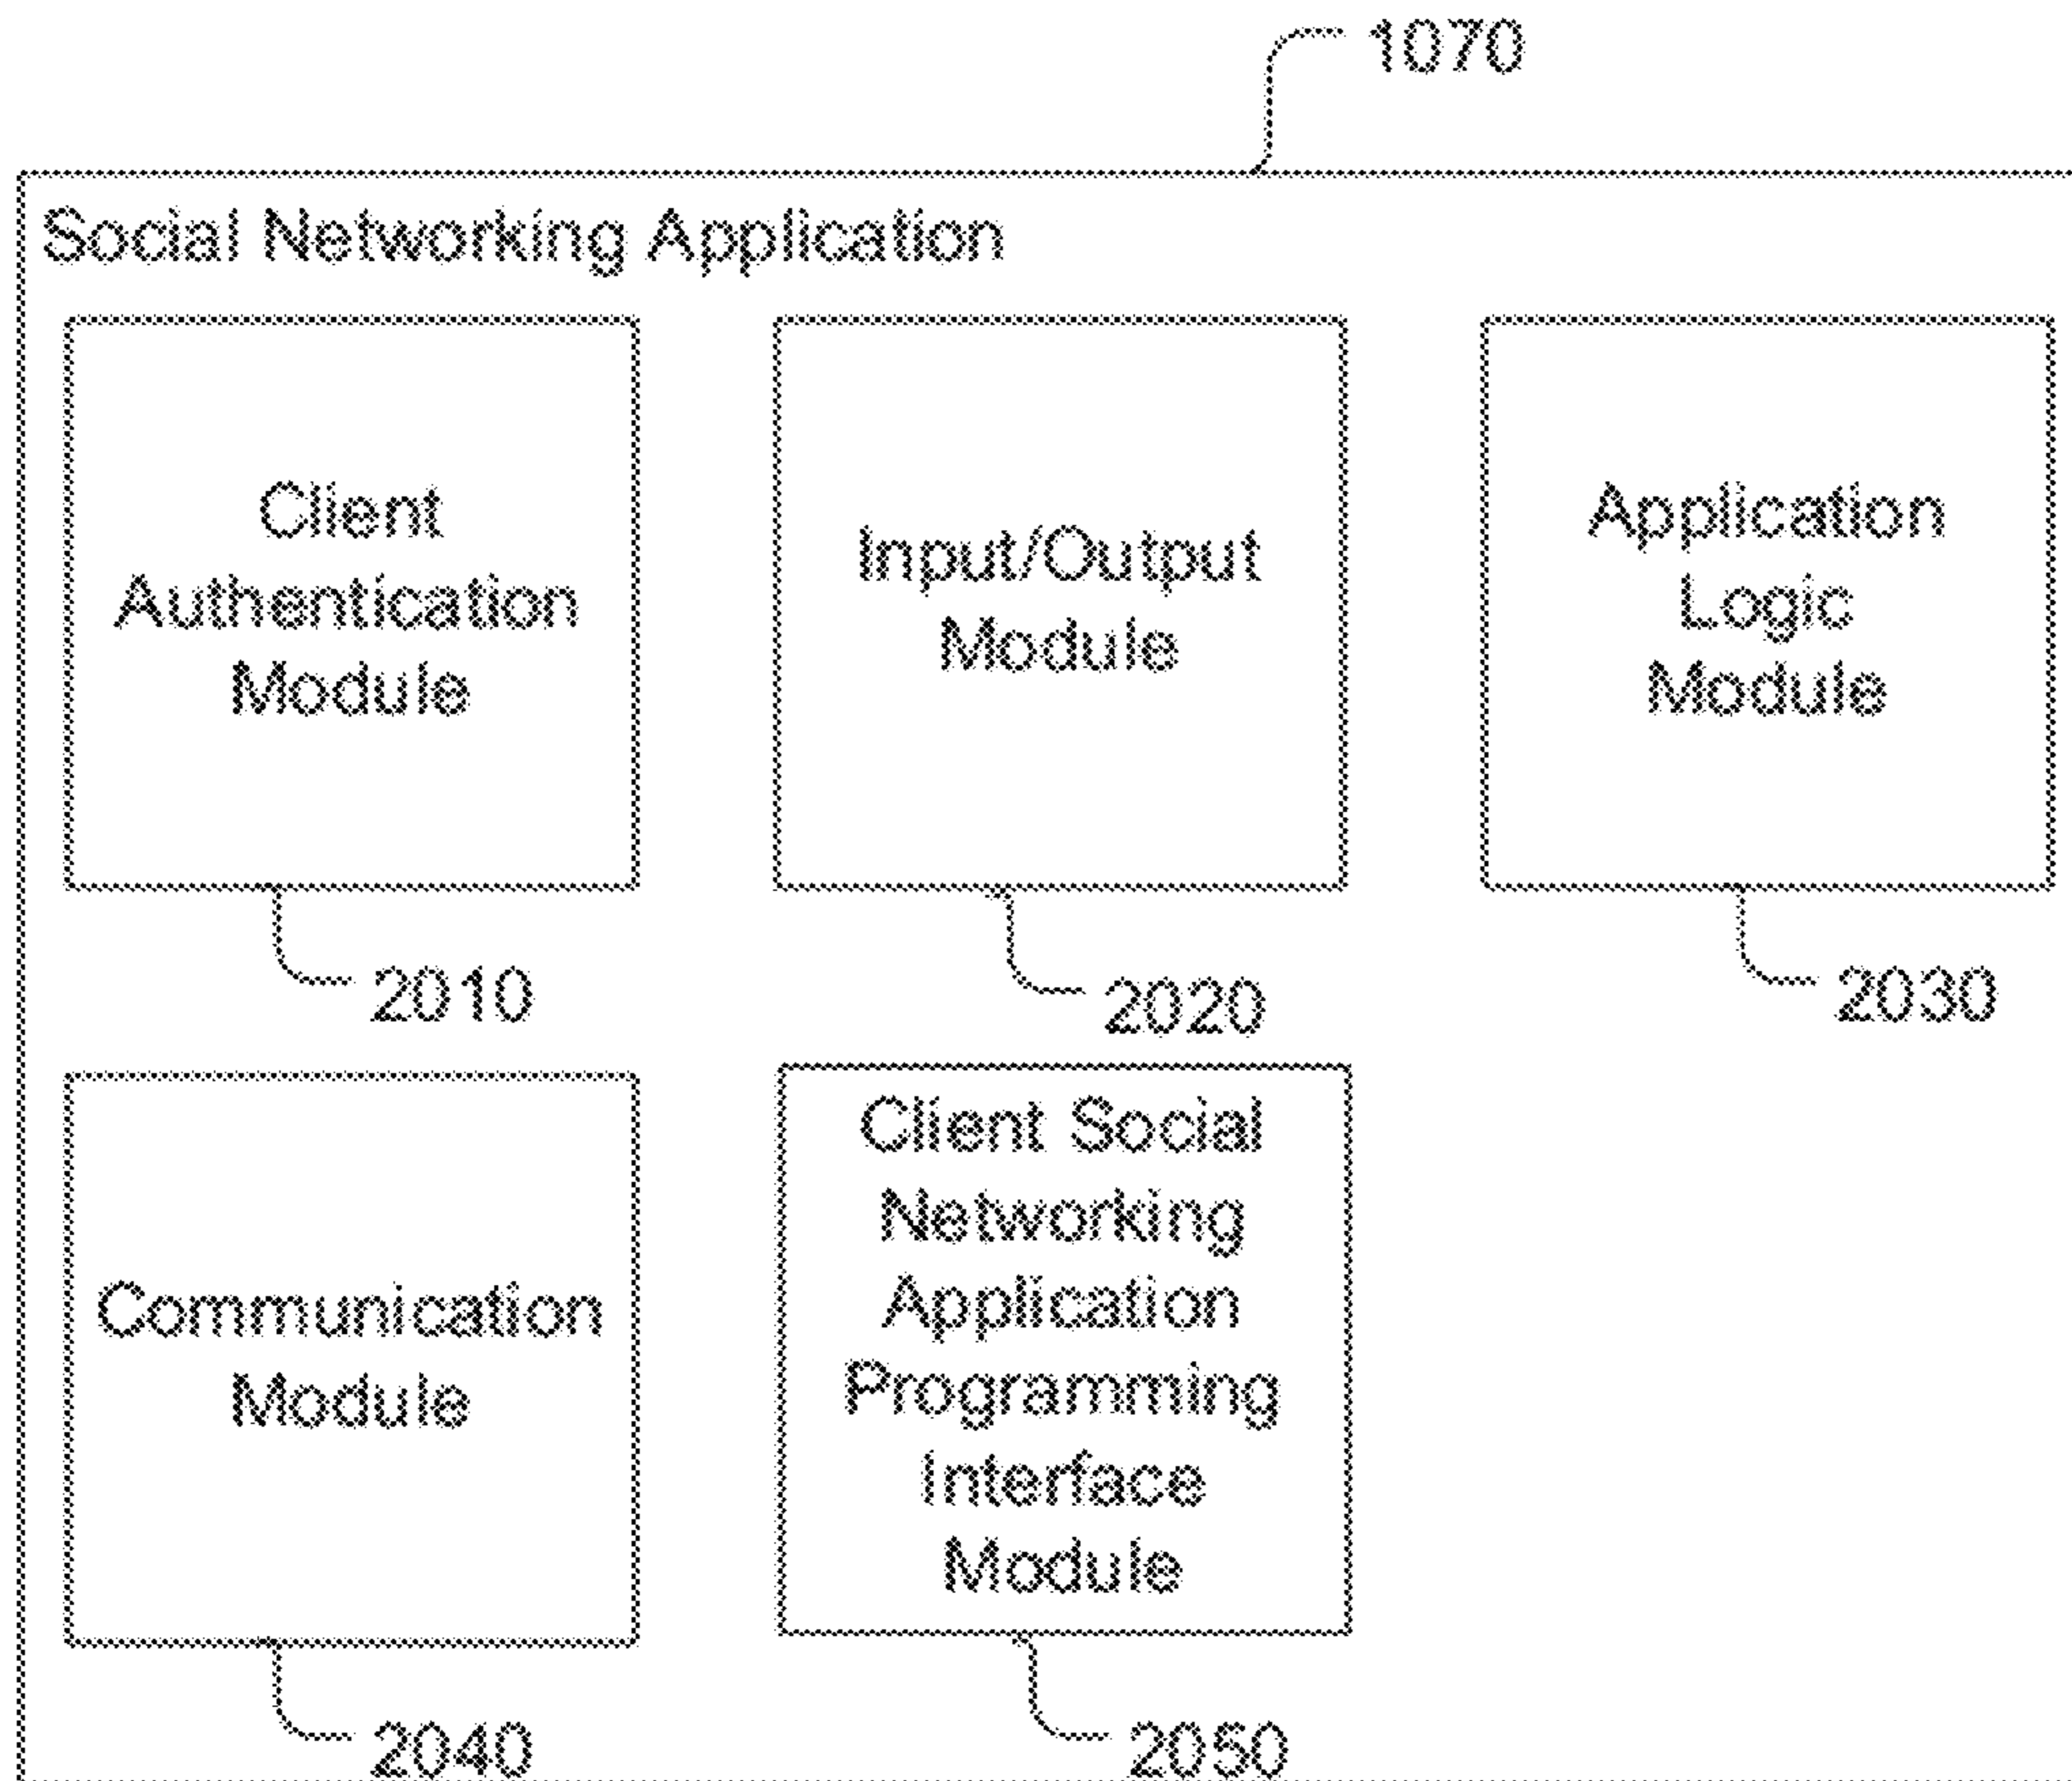 1070
Social Networking Application
Client
Authentication
Module
Input/Output
Module
Application
Logic
Module
2010
2020
2030
Communication
Module
Client Social
Networking
Application
Programming
Interface
Module
2040
2050